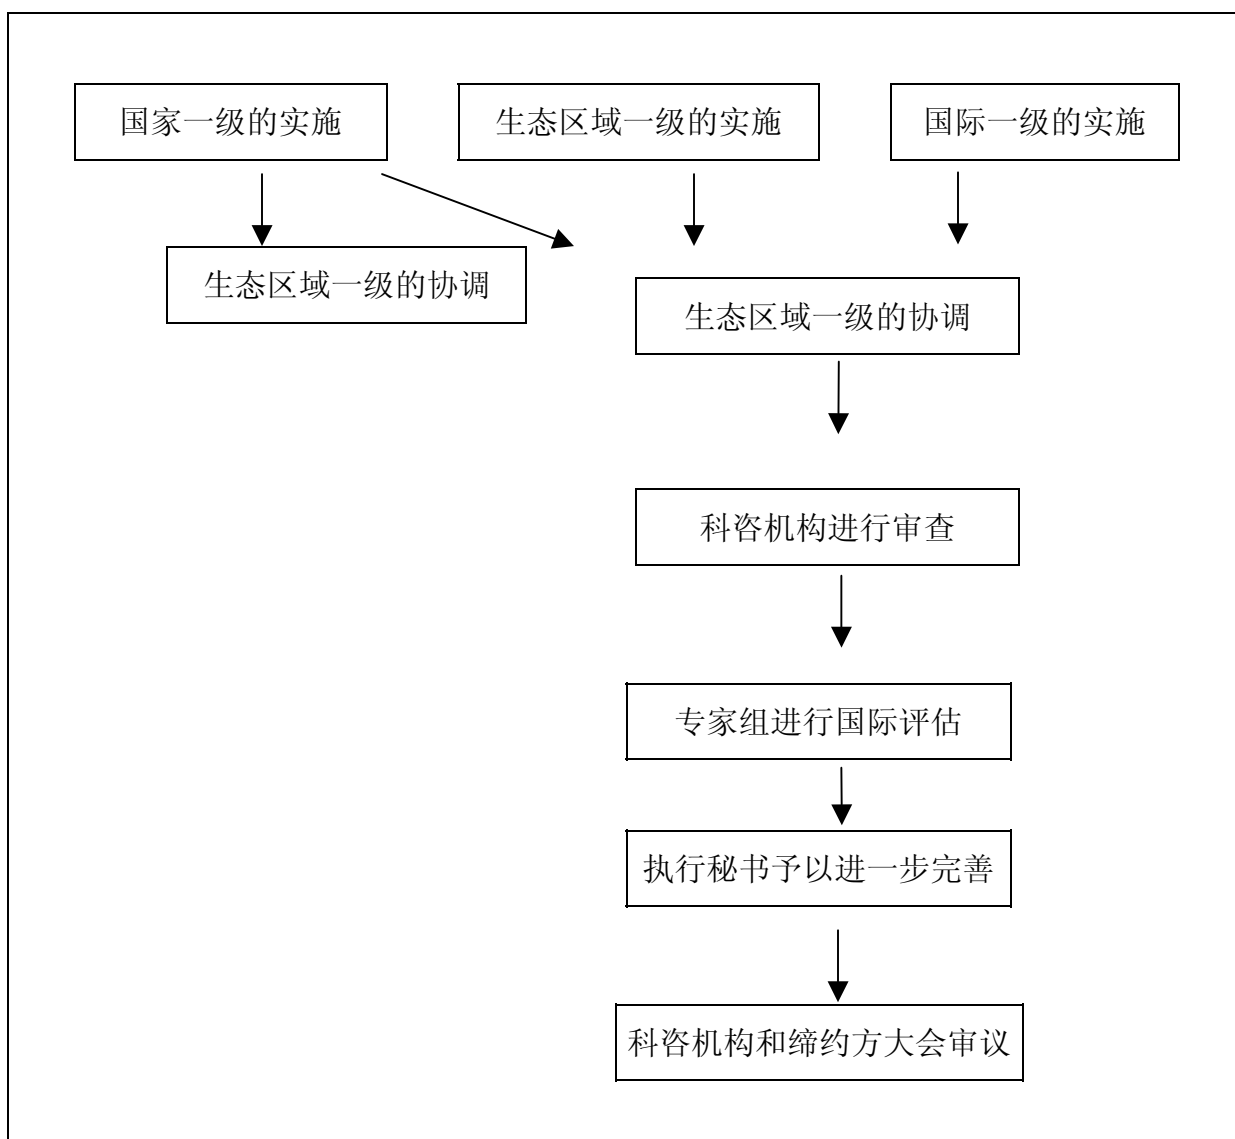 国家一级的实施
生态区域一级的实施
国际一级的实施
生态区域一级的协调
生态区域一级的协调
科咨机构进行审查
专家组进行国际评估
执行秘书予以进一步完善
科咨机构和缔约方大会审议